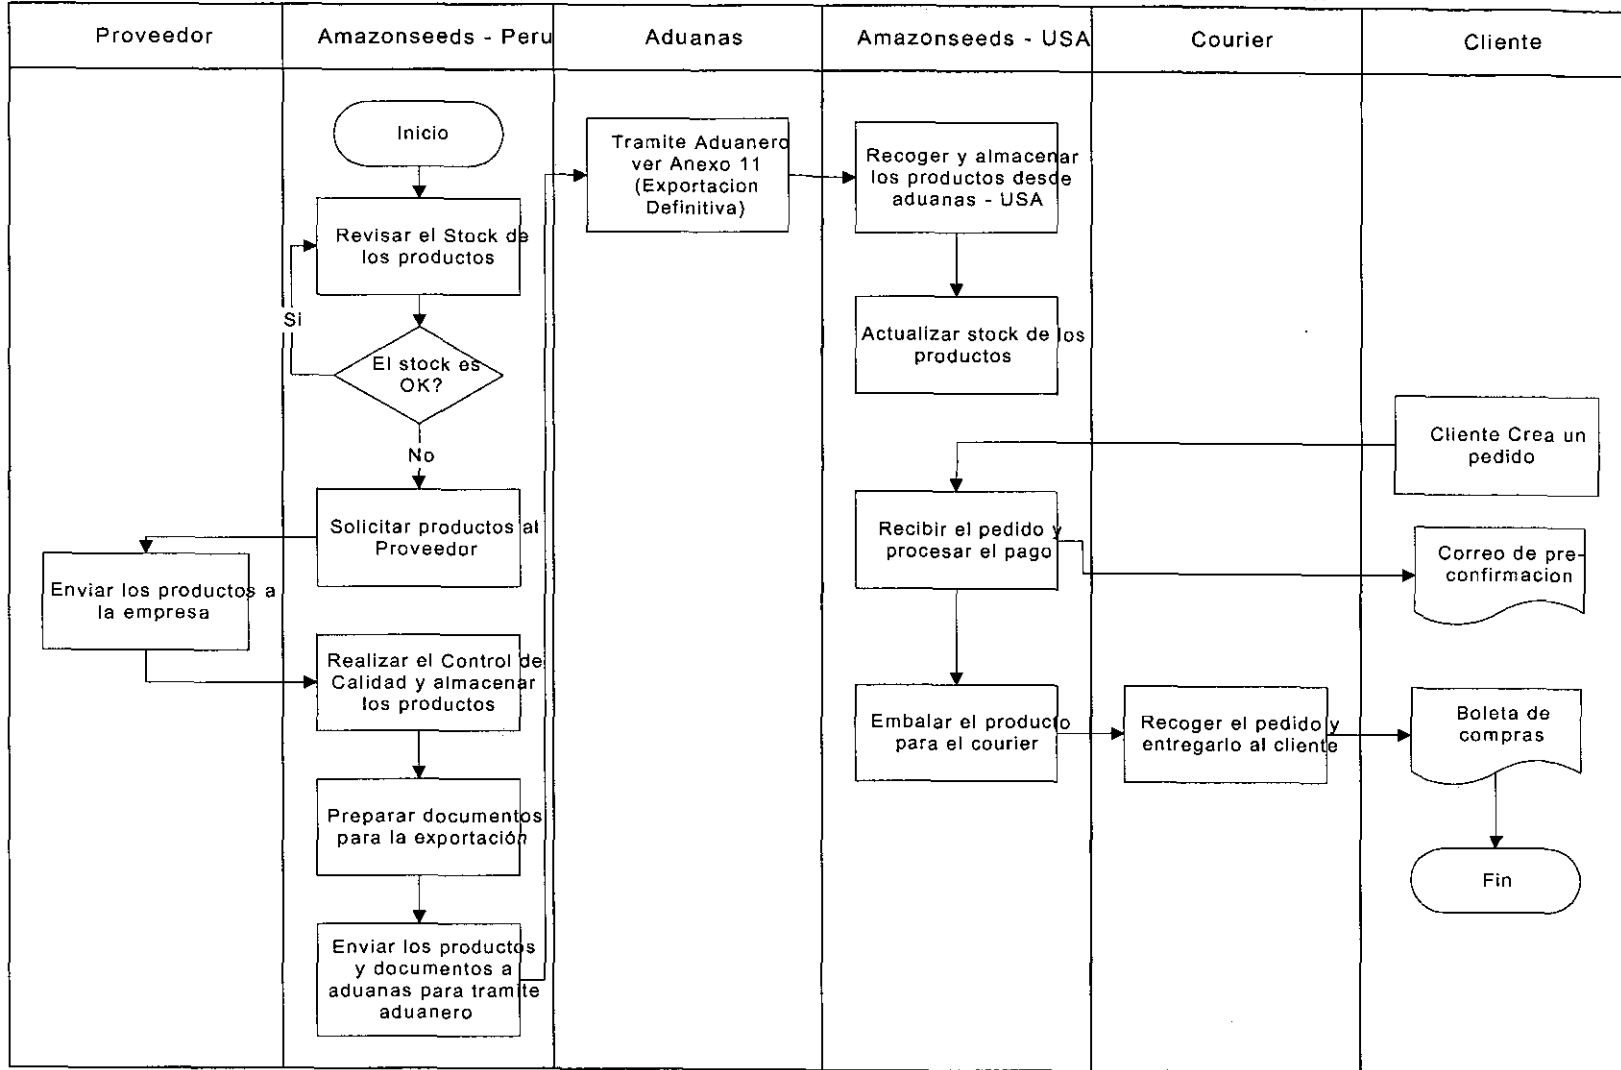 Proveedor
Amazonseeds - Peru
Aduanas
Amazonseeds - USA
Courier
Cliente
Inicio
Revisar el Stock de
los productos
Si
El stock es
OK?
No
Solicitar productos al
Proveedor
Enviar los productos a
la empresa
Realizar el Control de
Calidad y almacenar
los productos
Preparar documentos
para la exportación
Enviar los productos
y documentos a
aduanas para tramite
aduanero
Tramite Aduanero
ver Anexo 11
(Exportacion
Definitiva)
Recoger y almacenar
los productos desde
aduanas - USA
Actualizar stock de los
productos
Cliente Crea un
pedido
Recibir el pedido y
procesar el pago
Correo de pre-
confirmacion
Embalar el producto
para el courier
Recoger el pedido y
entregarlo al cliente
Boleta de
compras
Fin